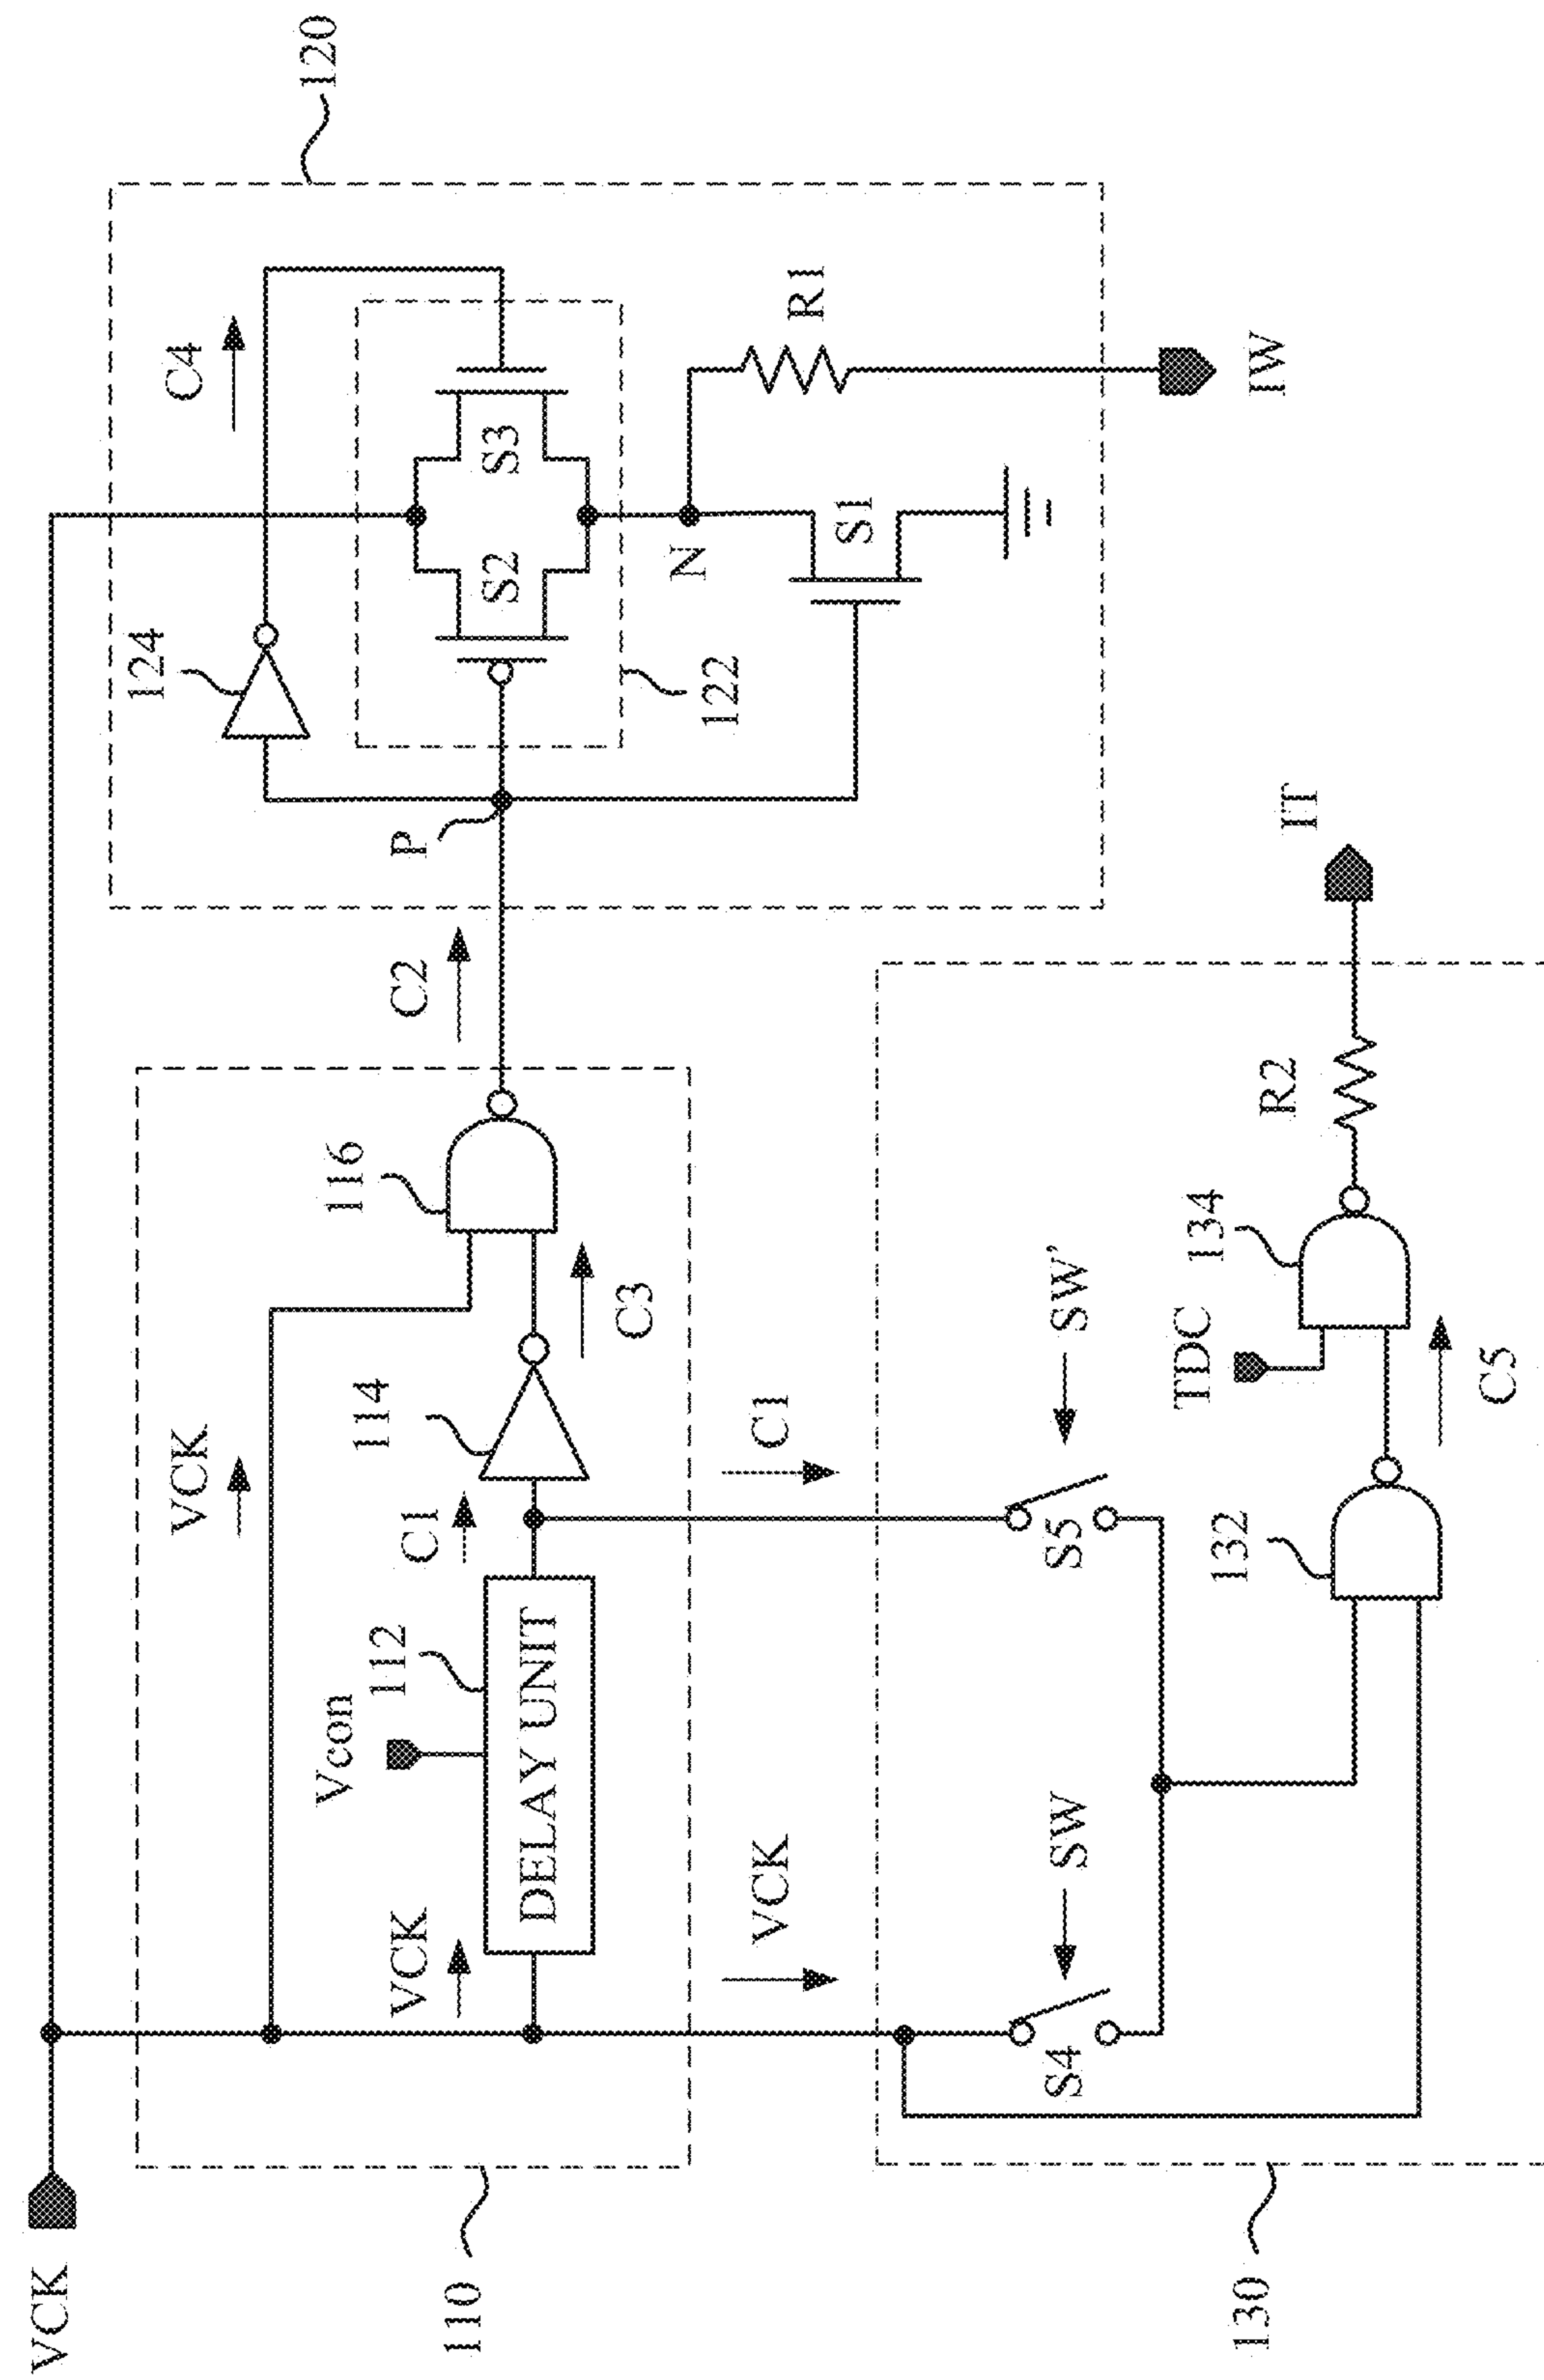 VCK
110
VCK
VCK
Vcon
112
DELAY UNIT
C1
114
C3
116
C2
120
124
C4
P
S2
S3
122
N
S1
R1
IW
VCK
C1
130
S4
SW
S5
SW'
132
C5
TDC
134
R2
IT